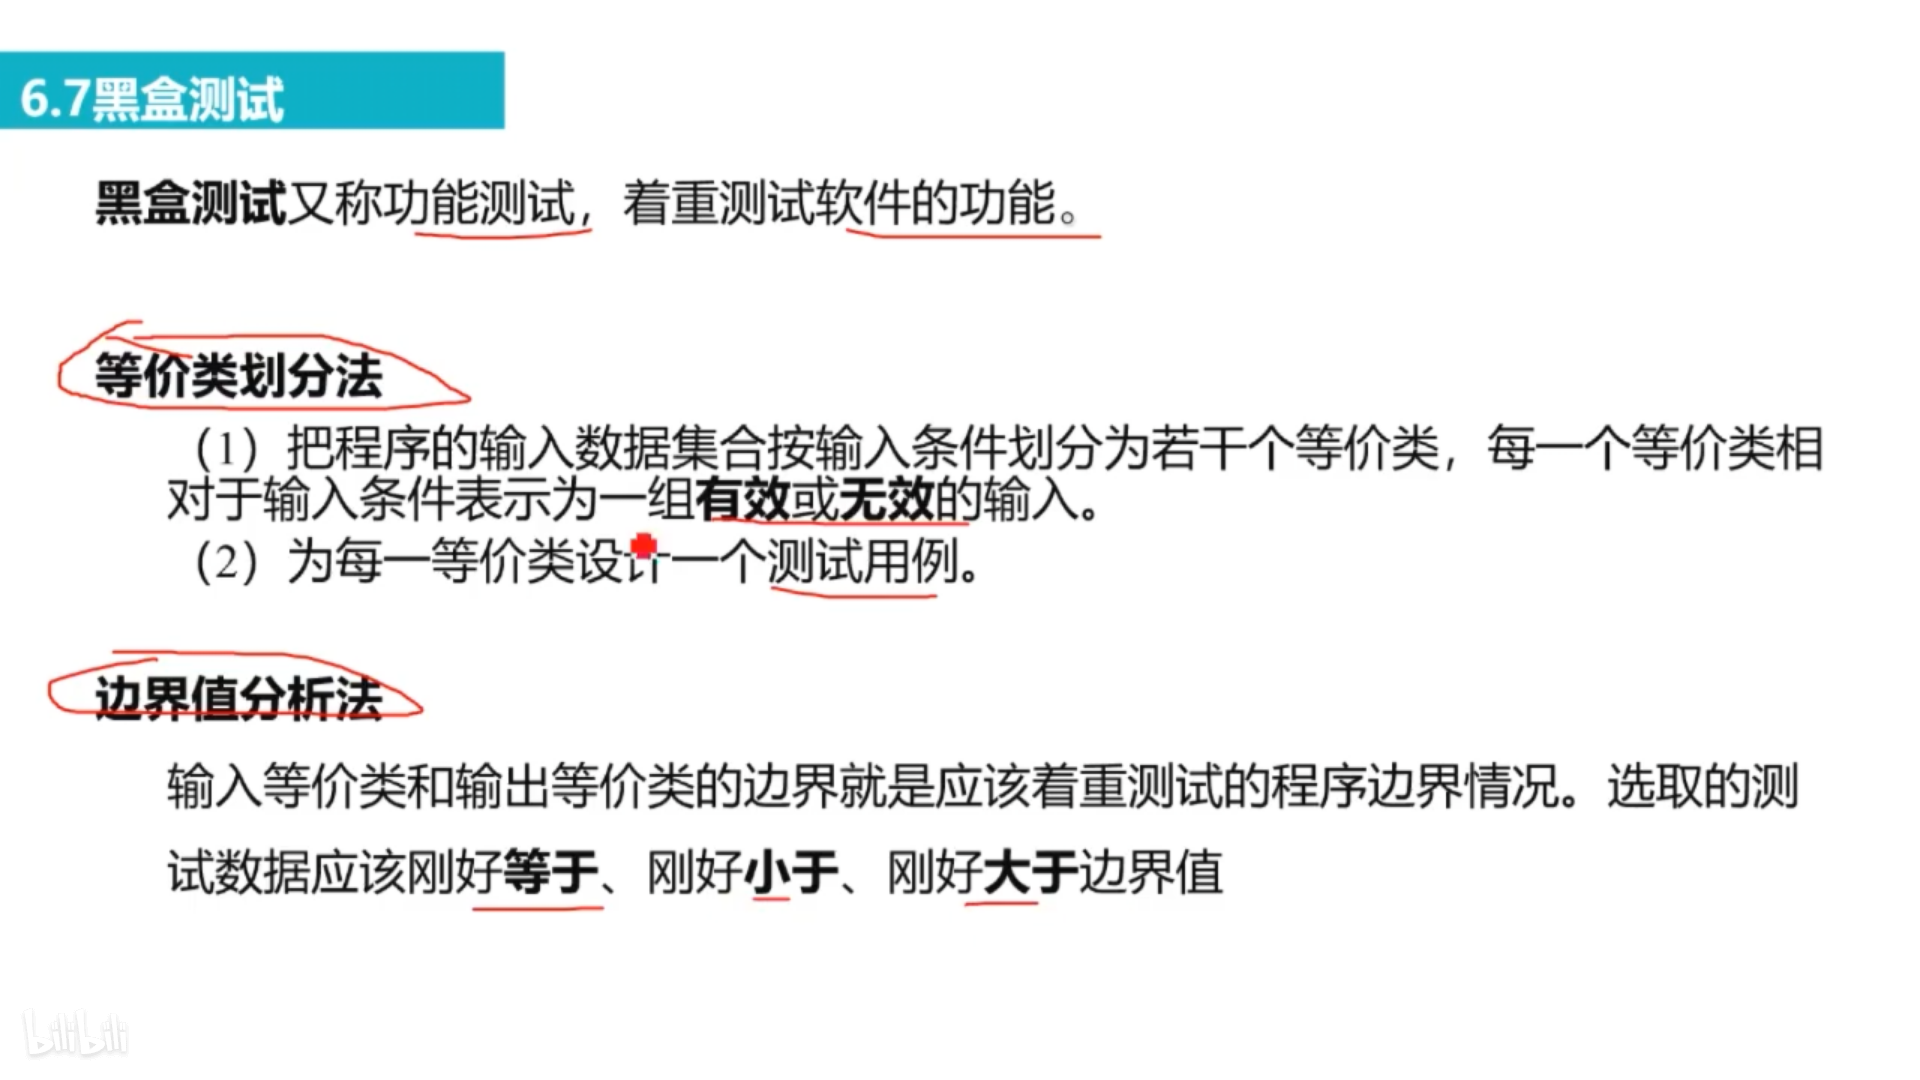 6.7黑盒测试
黑盒测试又称功能测试，着重测试软件的功能。
等价类划分法
（1）把程序的输入数据集合按输入条件划分为若干个等价类，每一个等价类相
对于输入条件表示为一组有效或无效的输入。
（2）为每一等价类设计一个测试用例。
边界值分析法
输入等价类和输出等价类的边界就是应该着重测试的程序边界情况。选取的测
试数据应该刚好等于、刚好小于、刚好大于边界值
bilibili